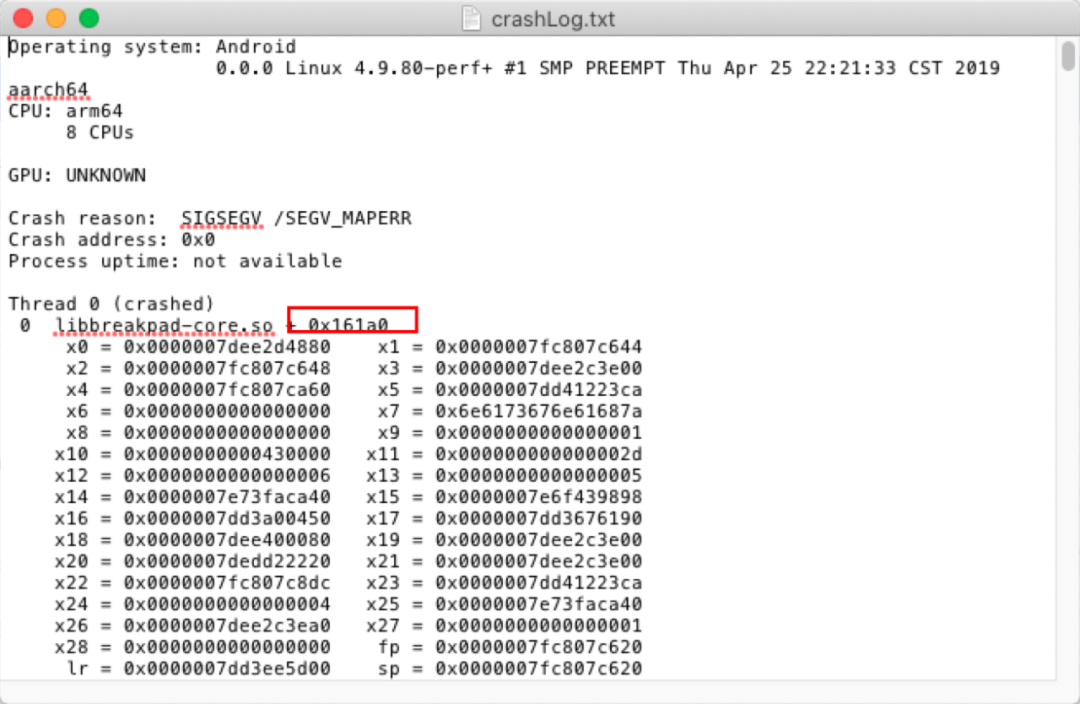 crashLog.txt
Operating system: Android
                  0.0.0 Linux 4.9.80-perf+ #1 SMP PREEMPT Thu Apr 25 22:21:33 CST 2019
aarch64
CPU: arm64
     8 CPUs
GPU: UNKNOWN
Crash reason:  SIGSEGV /SEGV_MAPERR
Crash address: 0x0
Process uptime: not available
Thread 0 (crashed)
 0  libbreakpad-core.so + 0x161a0
     x0 = 0x0000007dee2d4880    x1 = 0x0000007fc807c644
     x2 = 0x0000007fc807c648    x3 = 0x0000007dee2c3e00
     x4 = 0x0000007fc807ca60    x5 = 0x0000007dd41223ca
     x6 = 0x0000000000000000    x7 = 0x6e6173676e61687a
     x8 = 0x0000000000000000    x9 = 0x0000000000000001
    x10 = 0x0000000000430000   x11 = 0x000000000000002d
    x12 = 0x0000000000000006   x13 = 0x0000000000000005
    x14 = 0x0000007e73faca40   x15 = 0x0000007e6f439898
    x16 = 0x0000007dd3a00450   x17 = 0x0000007dd3676190
    x18 = 0x0000007dee400080   x19 = 0x0000007dee2c3e00
    x20 = 0x0000007dedd22220   x21 = 0x0000007dee2c3e00
    x22 = 0x0000007fc807c8dc   x23 = 0x0000007dd41223ca
    x24 = 0x0000000000000004   x25 = 0x0000007e73faca40
    x26 = 0x0000007dee2c3ea0   x27 = 0x0000000000000001
    x28 = 0x0000000000000000    fp = 0x0000007fc807c620
     lr = 0x0000007dd3ee5d00    sp = 0x0000007fc807c620